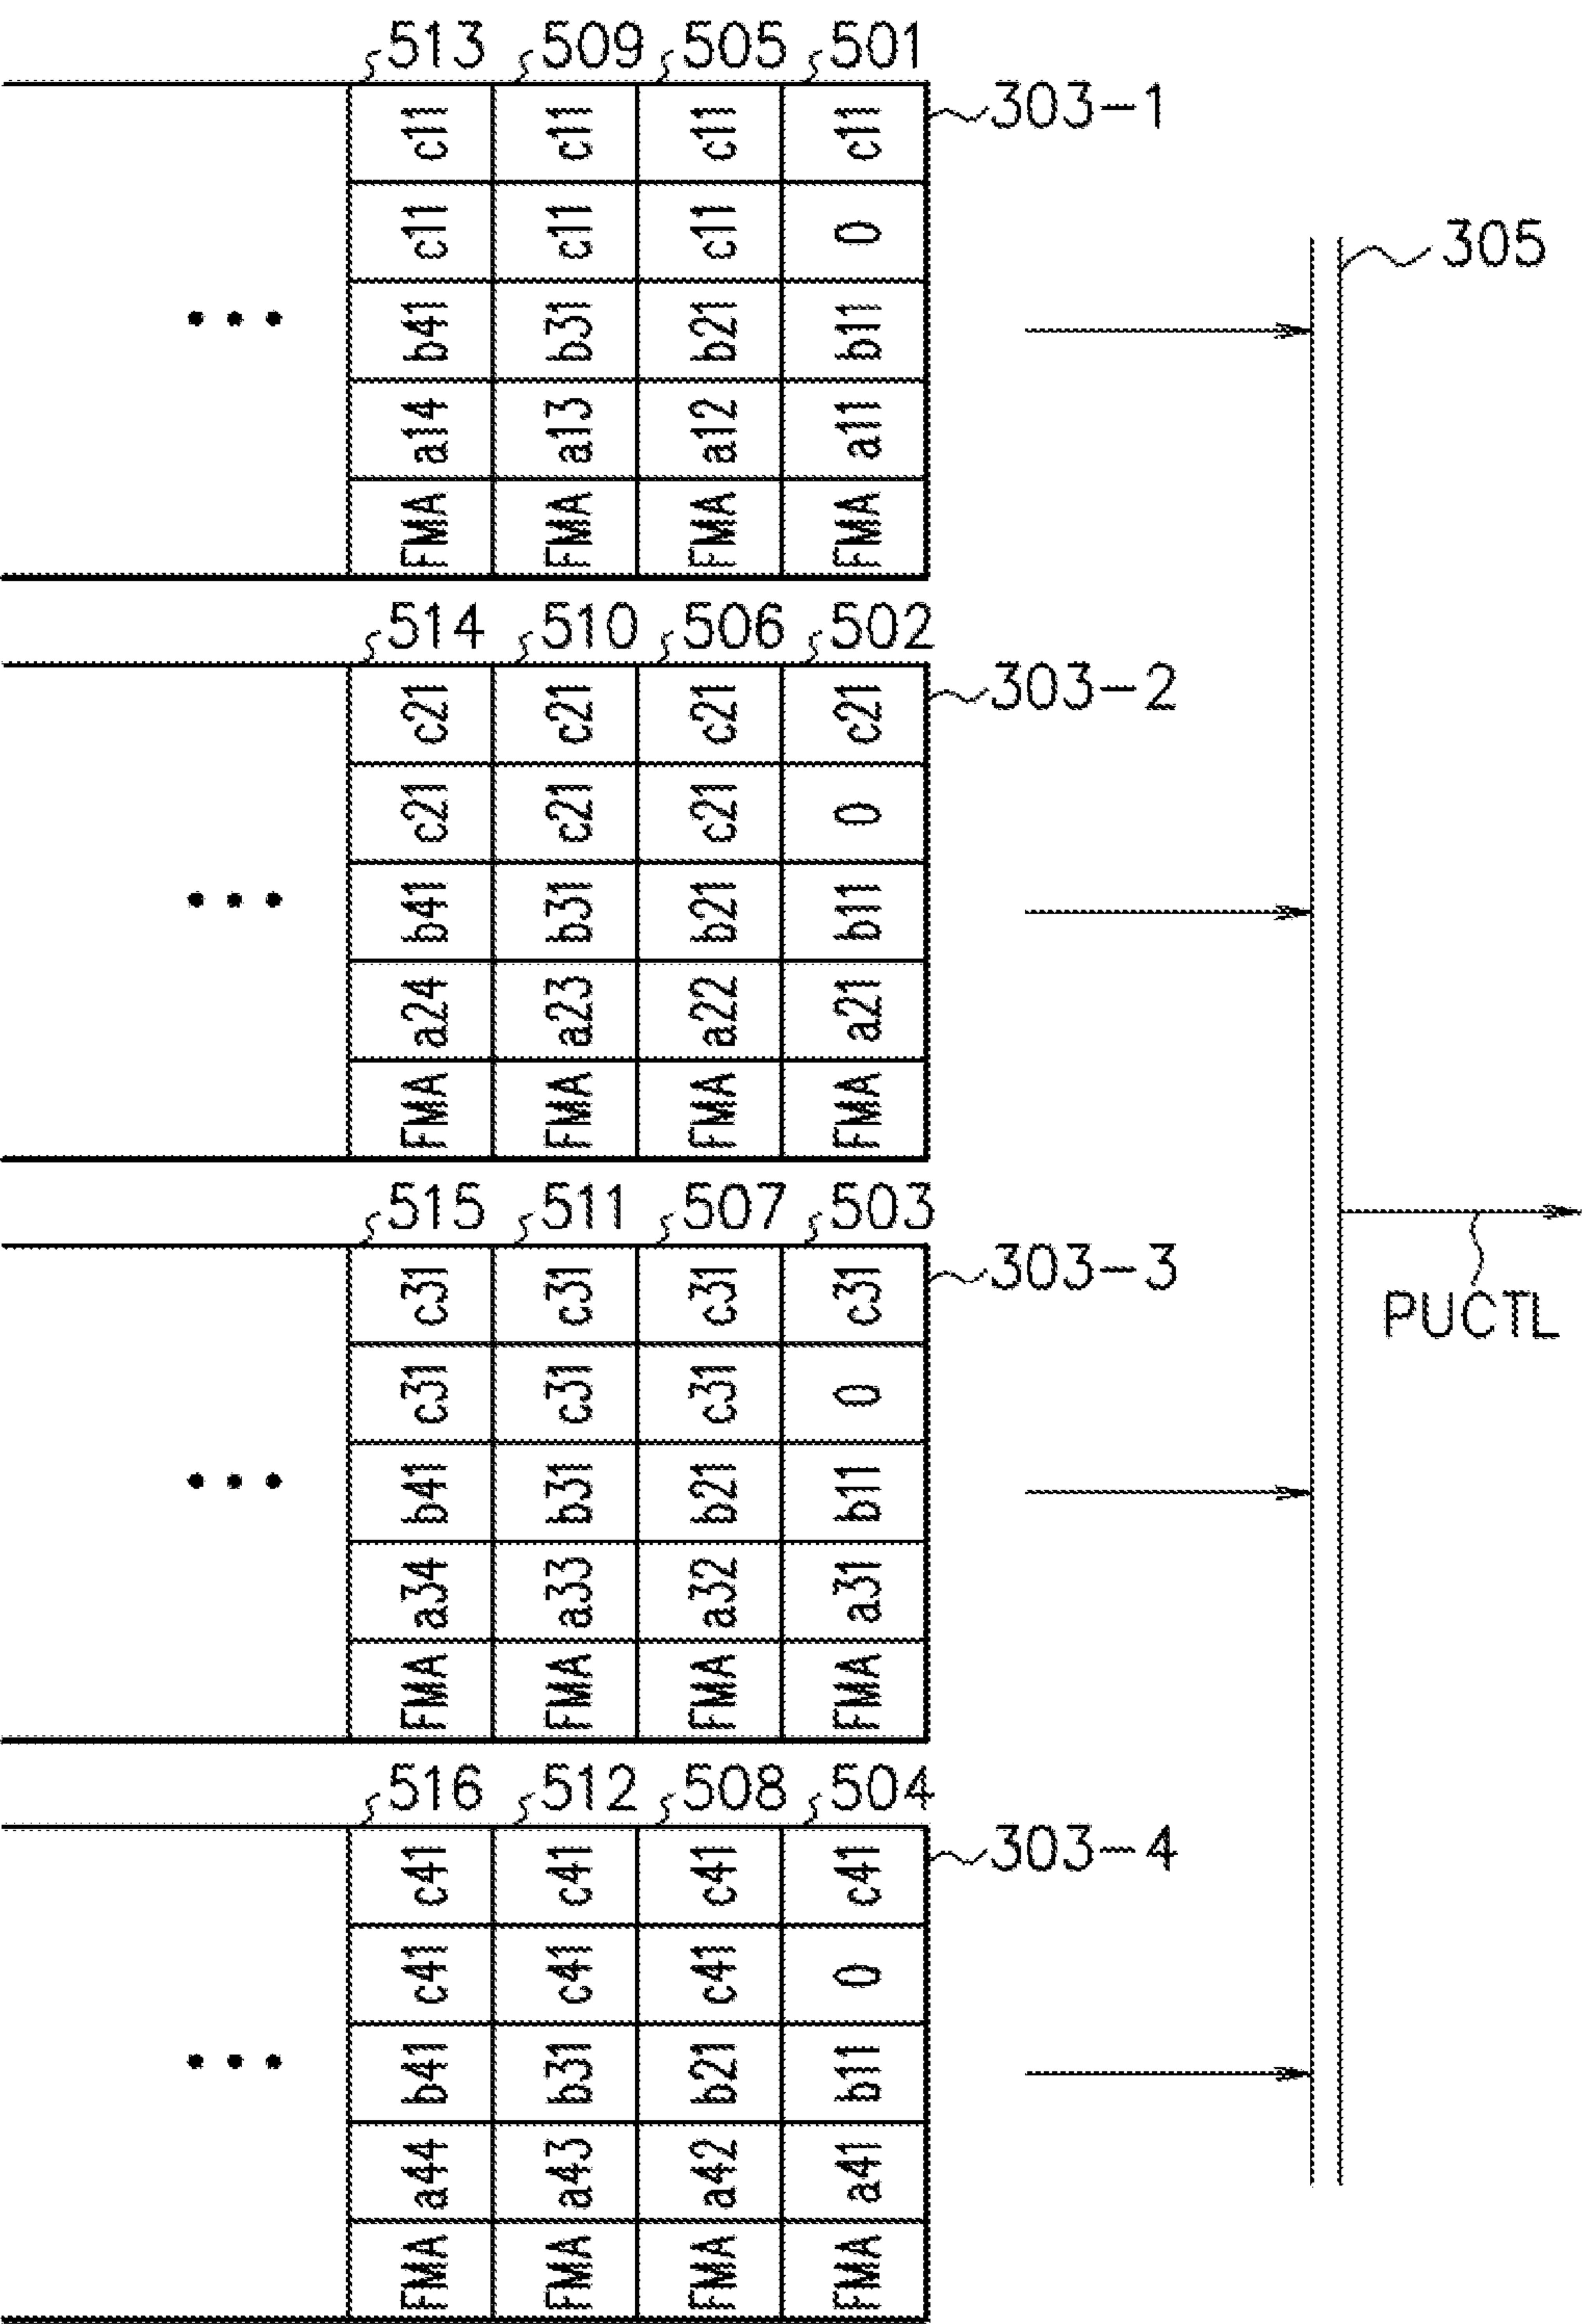 513 509 505 501
303-1
c11 c11 c11 c11
c11 c11 c11 0
305
b41 b31 b21 b11
a14 a13 a12 a11
FMA FMA FMA FMA
514 510 506 502
303-2
c21 c21 c21 c21
c21 c21 c21 0
b41 b31 b21 b11
a24 a23 a22 a21
FMA FMA FMA FMA
515 511 507 503
303-3
c31 c31 c31 c31
PUCTL
c31 c31 c31 0
b41 b31 b21 b11
a34 a33 a32 a31
FMA FMA FMA FMA
516 512 508 504
303-4
c41 c41 c41 c41
c41 c41 c41 0
b41 b31 b21 b11
a44 a43 a42 a41
FMA FMA FMA FMA